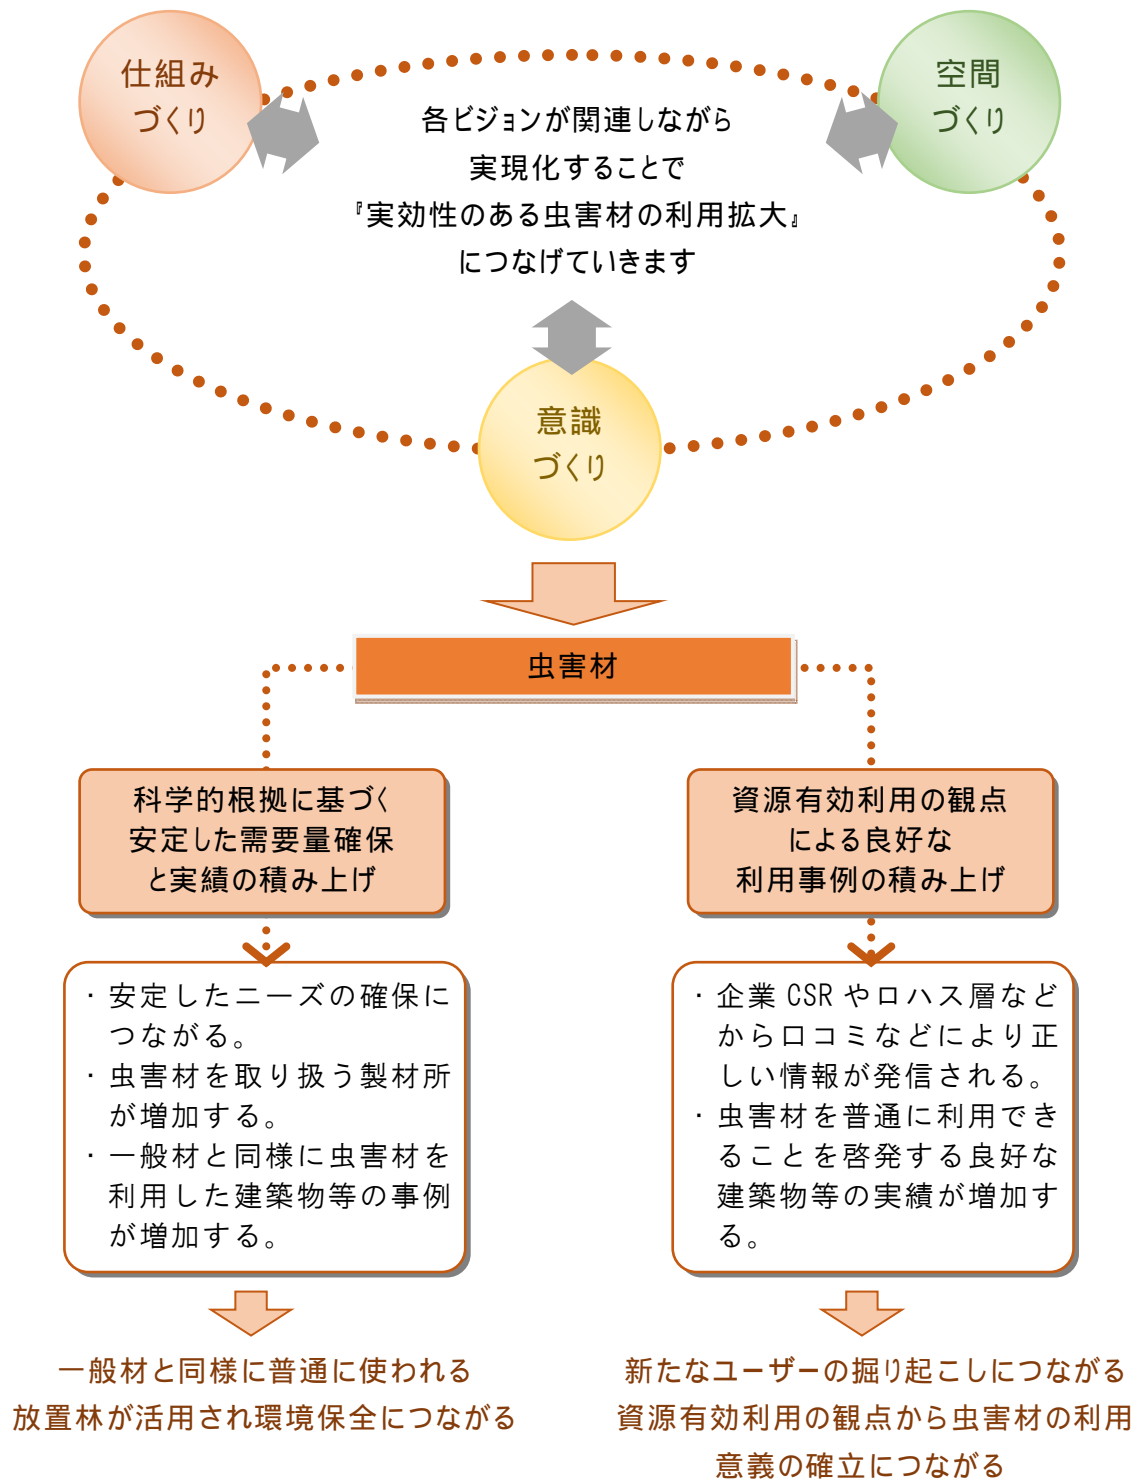 仕組み
づくり
空間
づくり
各ビジョンが関連しながら
実現化することで
『実効性のある虫害材の利用拡大』
につなげていきます
意識
づくり
虫害材
科学的根拠に基づく
安定した需要量確保
と実績の積み上げ
・安定したニーズの確保に
つながる。
・虫害材を取り扱う製材所
が増加する。
・一般材と同様に虫害材を
利用した建築物等の事例
が増加する。
一般材と同様に普通に使われる
放置林が活用され環境保全につながる
資源有効利用の観点
による良好な
利用事例の積み上げ
・企業 CSR やロハス層など
から口コミなどにより正
しい情報が発信される。
・虫害材を普通に利用でき
ることを啓発する良好な
建築物等の実績が増加す
る。
新たなユーザーの掘り起こしにつながる
資源有効利用の観点から虫害材の利用
意義の確立につながる